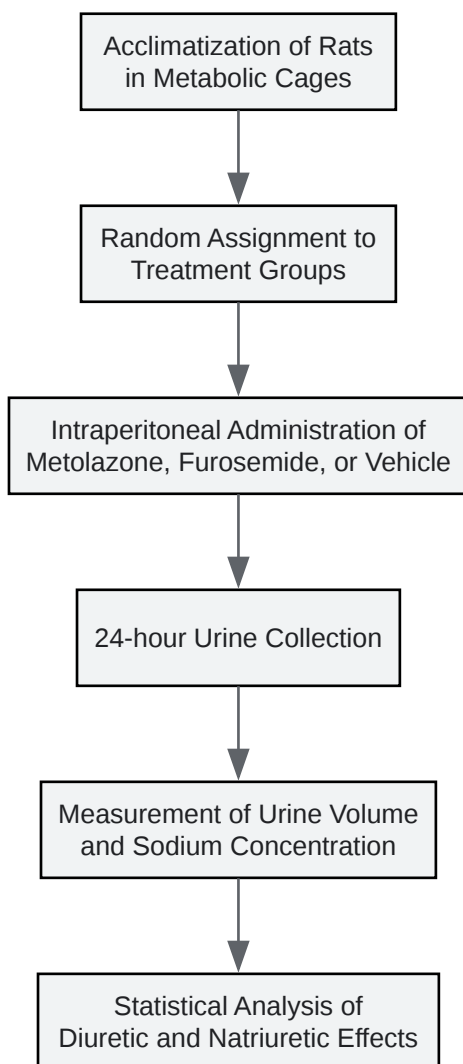 Acclimatization of Rats
in Metabolic Cages
Random Assignment to
Treatment Groups
Intraperitoneal Administration of
Metolazone, Furosemide, or Vehicle
24-hour Urine Collection
Measurement of Urine Volume
and Sodium Concentration
Statistical Analysis of
Diuretic and Natriuretic Effects